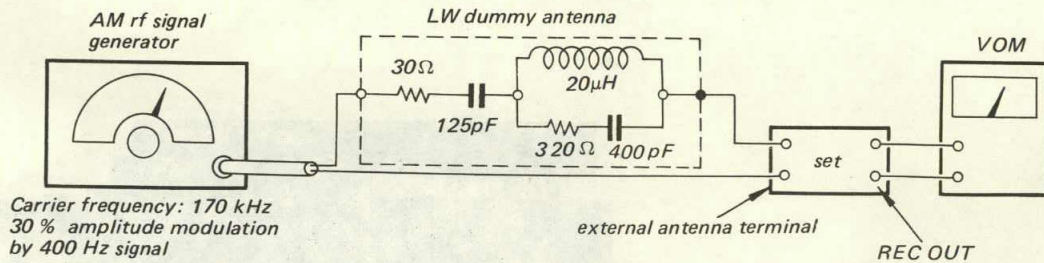 AM rf signal
generator
LW dummy antenna
VOM
30Ω
125pF
20μH
320Ω
400pF
set
Carrier frequency: 170 kHz
30 % amplitude modulation
by 400 Hz signal
external antenna terminal
REC OUT